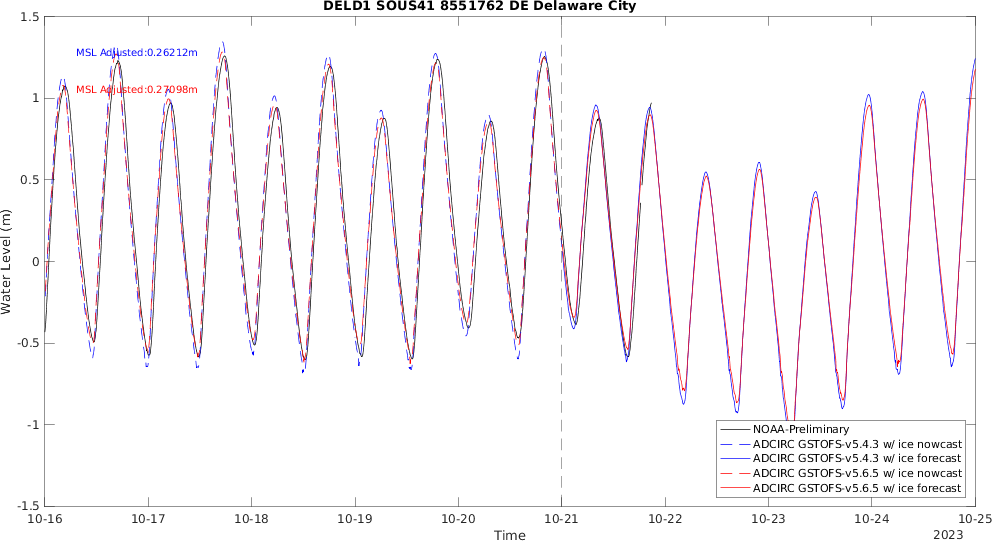 DELD1 SOUS41 8551762 DE Delaware City
1.5
MSL Adjusted:0.26212m
MSL Adjusted:0.27098m
1
0.5
0
-0.5
-1
-1.5
Water Level (m)
NOAA-Preliminary
ADCIRC GSTOFS-v5.4.3 w/ ice nowcast
ADCIRC GSTOFS-v5.4.3 w/ ice forecast
ADCIRC GSTOFS-v5.6.5 w/ ice nowcast
ADCIRC GSTOFS-v5.6.5 w/ ice forecast
10-16 10-17 10-18 10-19 10-20 10-21 10-22 10-23 10-24 10-25
Time
2023